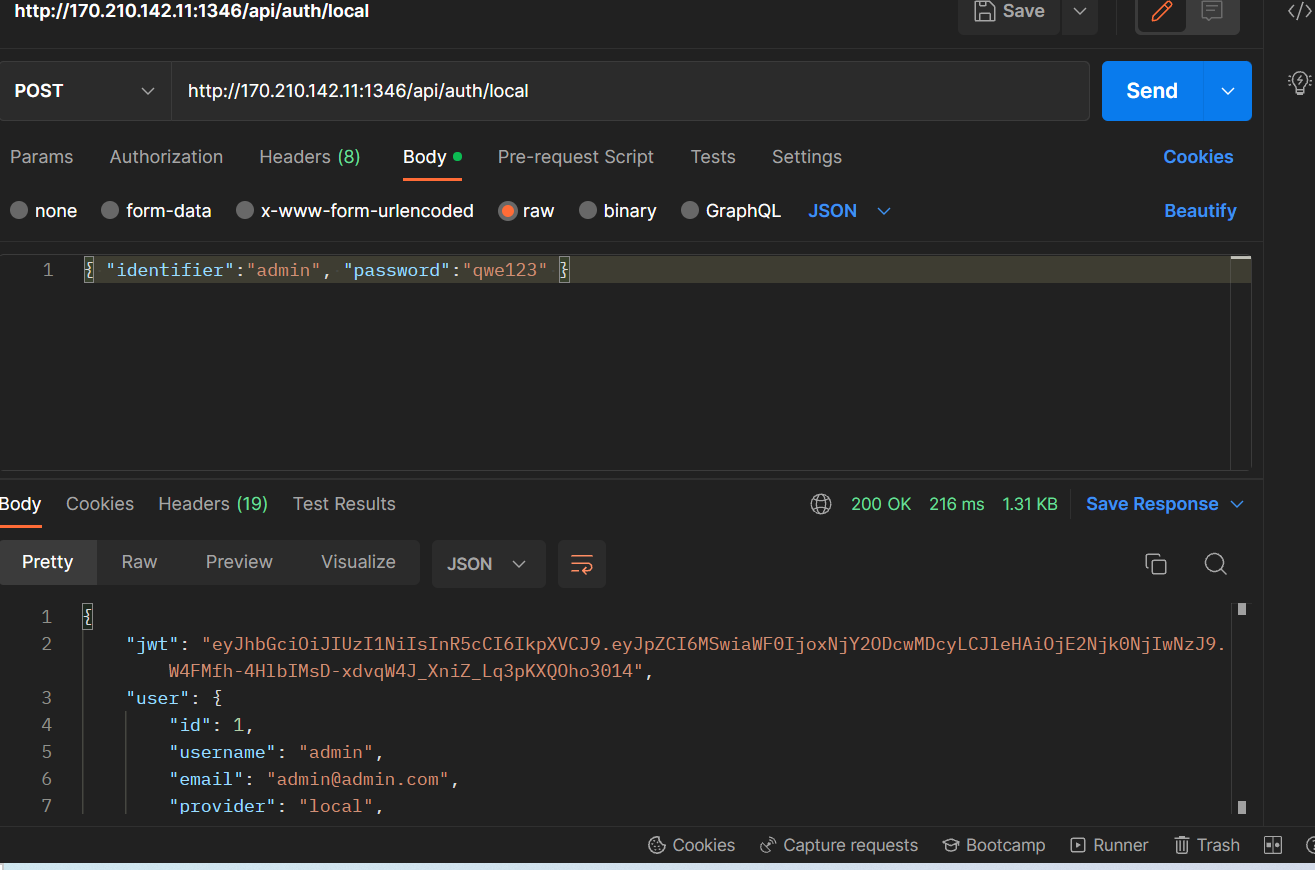 http://170.210.142.11:1346/api/auth/local
Save
POST
http://170.210.142.11:1346/api/auth/local
Send
Params Authorization Headers (8) Body Pre-request Script Tests Settings Cookies
none form-data x-www-form-urlencoded raw binary GraphQL JSON Beautify
1 { "identifier":"admin", "password":"qwe123" }
Body Cookies Headers (19) Test Results 200 OK 216 ms 1.31 KB Save Response
Pretty Raw Preview Visualize JSON
1 {
2 "jwt": "eyJhbGciOiJIUzI1NiIsInR5cCI6IkpXVCJ9.eyJpZCI6MSwiaWF0IjoxNjY2ODcwMDcyLCJleHAiOjE2Njk0NjIwNzJ9.
W4FMfh-4HlbIMsD-xdvqW4J_XniZ_Lq3pKXQOho3014",
3 "user": {
4 "id": 1,
5 "username": "admin",
6 "email": "admin@admin.com",
7 "provider": "local",
Cookies Capture requests Bootcamp Runner Trash